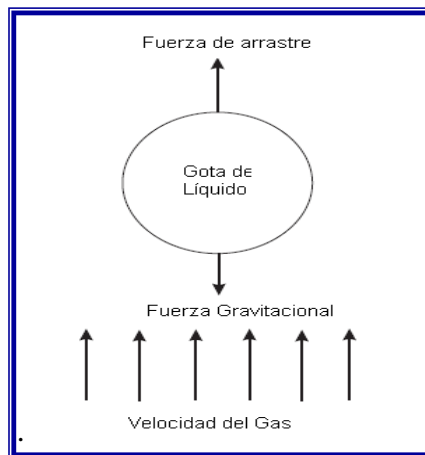 Fuerza de arrastre
Gota de
Líquido
Fuerza Gravitacional
Velocidad del Gas
.